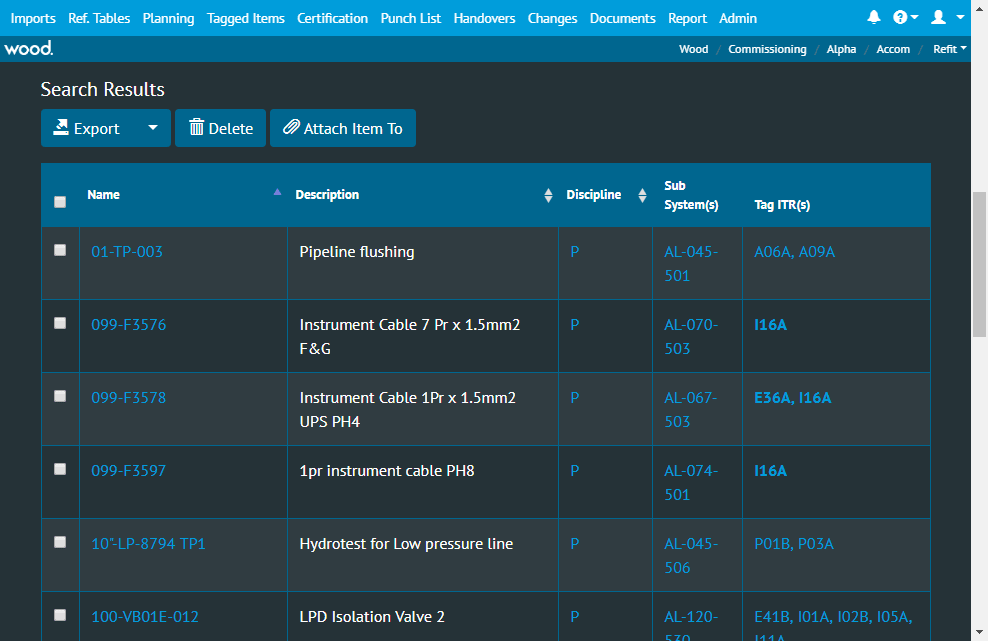 Imports Ref. Tables Planning Tagged Items Certification Punch List Handovers Changes Documents Report Admin
wood.
Wood / Commissioning / Alpha / Accom / Refit
Search Results
Export Delete Attach Item To
Name Description Discipline Sub System(s) Tag ITR(s)
01-TP-003 Pipeline flushing P AL-045-501 A06A, A09A
099-F3576 Instrument Cable 7 Pr x 1.5mm2 F&G P AL-070-503 I16A
099-F3578 Instrument Cable 1Pr x 1.5mm2 UPS PH4 P AL-067-503 E36A, I16A
099-F3597 1pr instrument cable PH8 P AL-074-501 I16A
10"-LP-8794 TP1 Hydrotest for Low pressure line P AL-045-506 P01B, P03A
100-VB01E-012 LPD Isolation Valve 2 P AL-120-530 E41B, I01A, I02B, I05A, I11A